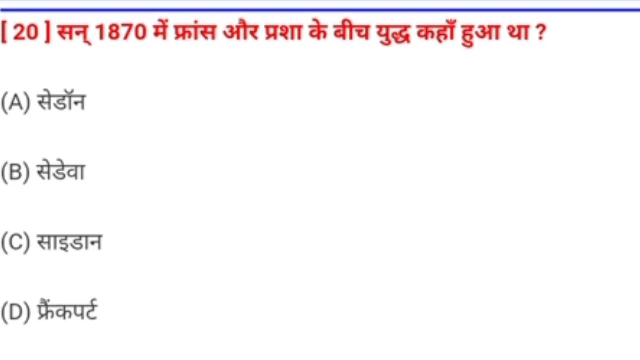 [ 20 ] सन् 1870 में फ्रांस और प्रशा के बीच युद्ध कहाँ हुआ था ?
(A) सेडॉन
(B) सेडेवा
(C) साइडान
(D) फ्रैंकपर्ट